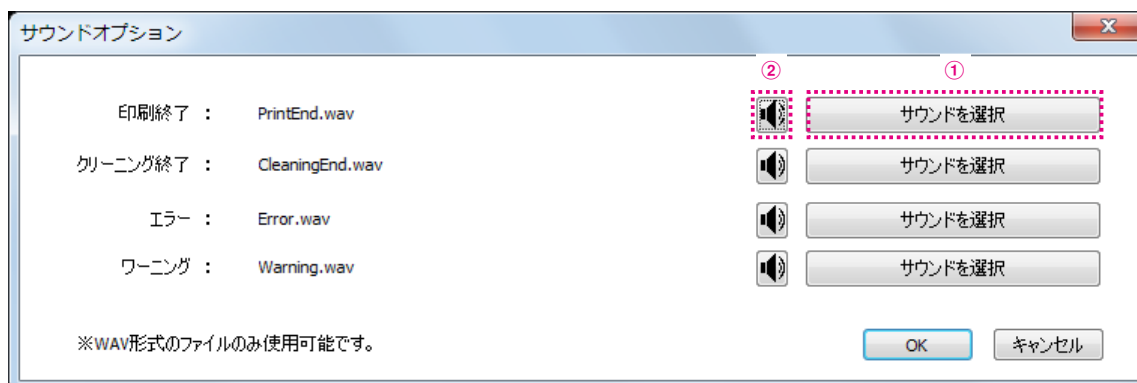 サウンドオプション
② ①
印刷終了 : PrintEnd.wav サウンドを選択
クリーニング終了 : CleaningEnd.wav サウンドを選択
エラー : Error.wav サウンドを選択
ワーニング : Warning.wav サウンドを選択
※WAV形式のファイルのみ使用可能です。 OK キャンセル